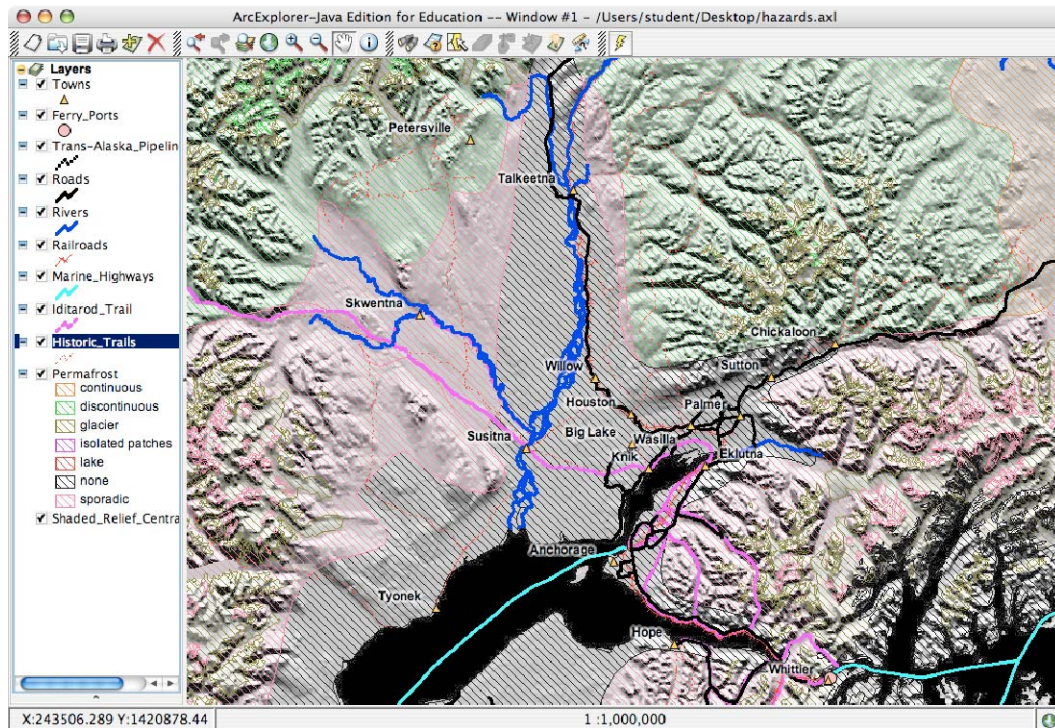 ArcExplorer-Java Edition for Education -- Window #1 - /Users/student/Desktop/hazards.axl
Layers
Towns
Ferry_Ports
Trans-Alaska_Pipelin
Roads
Rivers
Railroads
Marine_Highways
Iditarod_Trail
Historic_Trails
Permafrost
continuous
discontinuous
glacier
isolated patches
lake
none
sporadic
Shaded_Relief_Centra
Petersville
Talkeetna
Skwentna
Chickaloon
Willow
Sutton
Houston
Palmer
Susitna
Big Lake
Wasilla
Knik
Eklutna
Anchorage
Tyonek
Hope
Whittier
X:243506.289 Y:1420878.44
1 :1,000,000